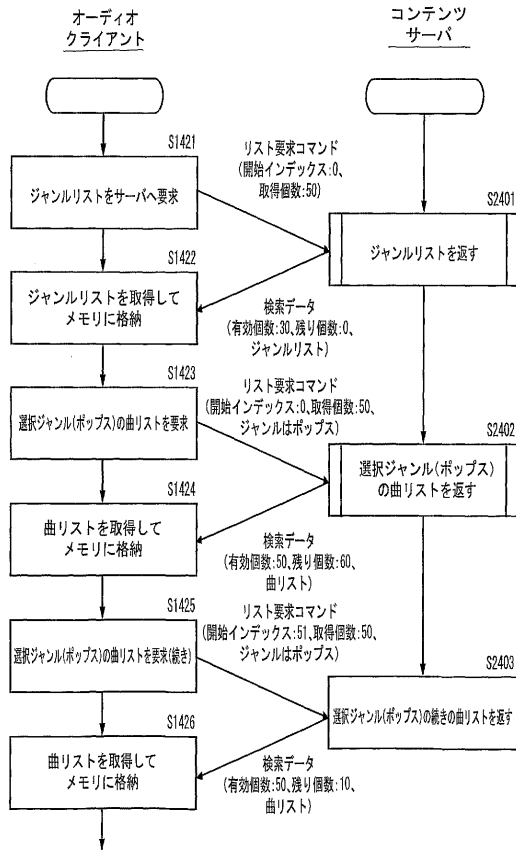 オーディオ
クライアント
コンテンツ
サーバ
S1421
ジャンルリストをサーバへ要求
リスト要求コマンド
(開始インデックス:0、
取得個数:50)
S2401
ジャンルリストを返す
S1422
ジャンルリストを取得して
メモリに格納
検索データ
(有効個数:30、残り個数:0、
ジャンルリスト)
S1423
選択ジャンル(ポップス)の曲リストを要求
リスト要求コマンド
(開始インデックス:0、取得個数:50、
ジャンルはポップス)
S2402
選択ジャンル(ポップス)
の曲リストを返す
S1424
曲リストを取得して
メモリに格納
検索データ
(有効個数:50、残り個数:60、
曲リスト)
S1425
選択ジャンル(ポップス)の曲リストを要求(続き)
リスト要求コマンド
(開始インデックス:51、取得個数:50、
ジャンルはポップス)
S2403
選択ジャンル(ポップス)の続きの曲リストを返す
S1426
曲リストを取得して
メモリに格納
検索データ
(有効個数:50、残り個数:10、
曲リスト)